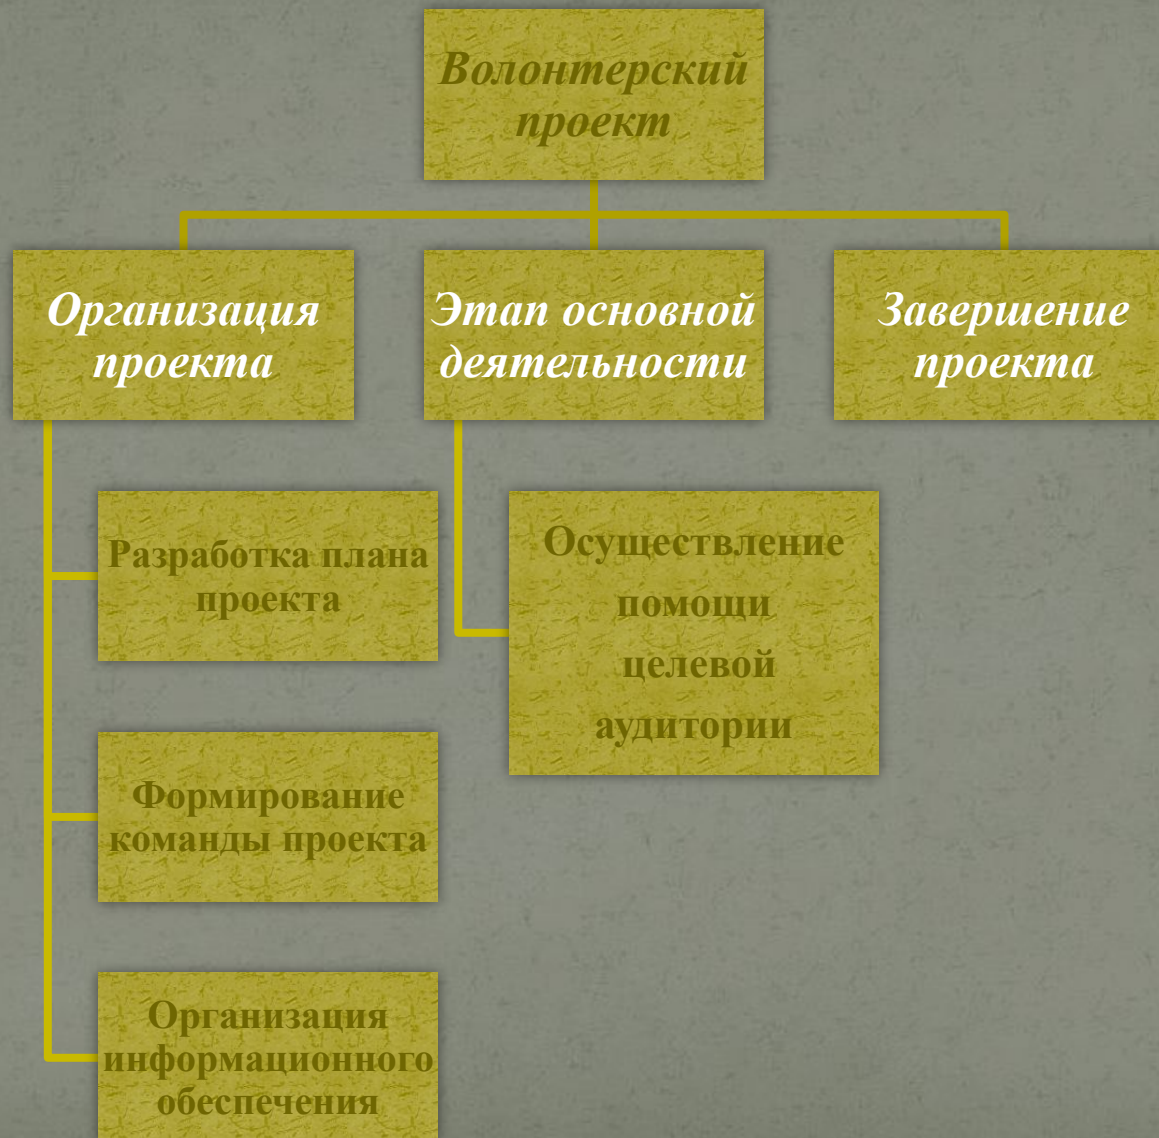 Волонтерский
проект
Организация
проекта
Этап основной
деятельности
Завершение
проекта
Разработка плана
проекта
Формирование
команды проекта
Организация
информационного
обеспечения
Осуществление
помощи
целевой
аудитории